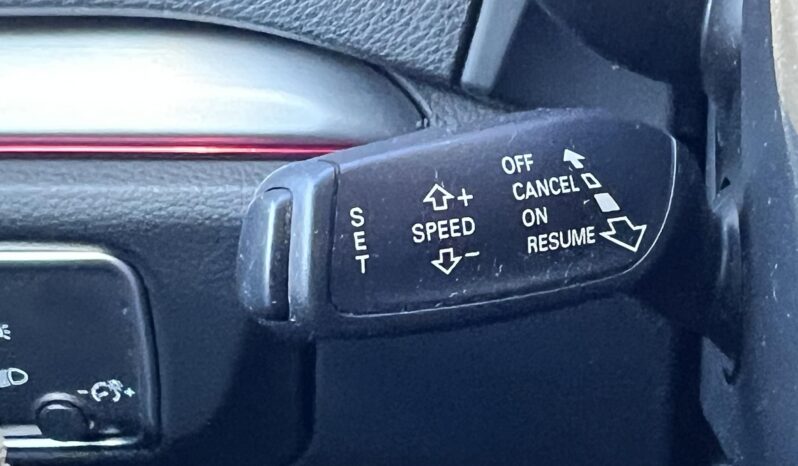 SET
+
SPEED
-
OFF
CANCEL
ON
RESUME
- +